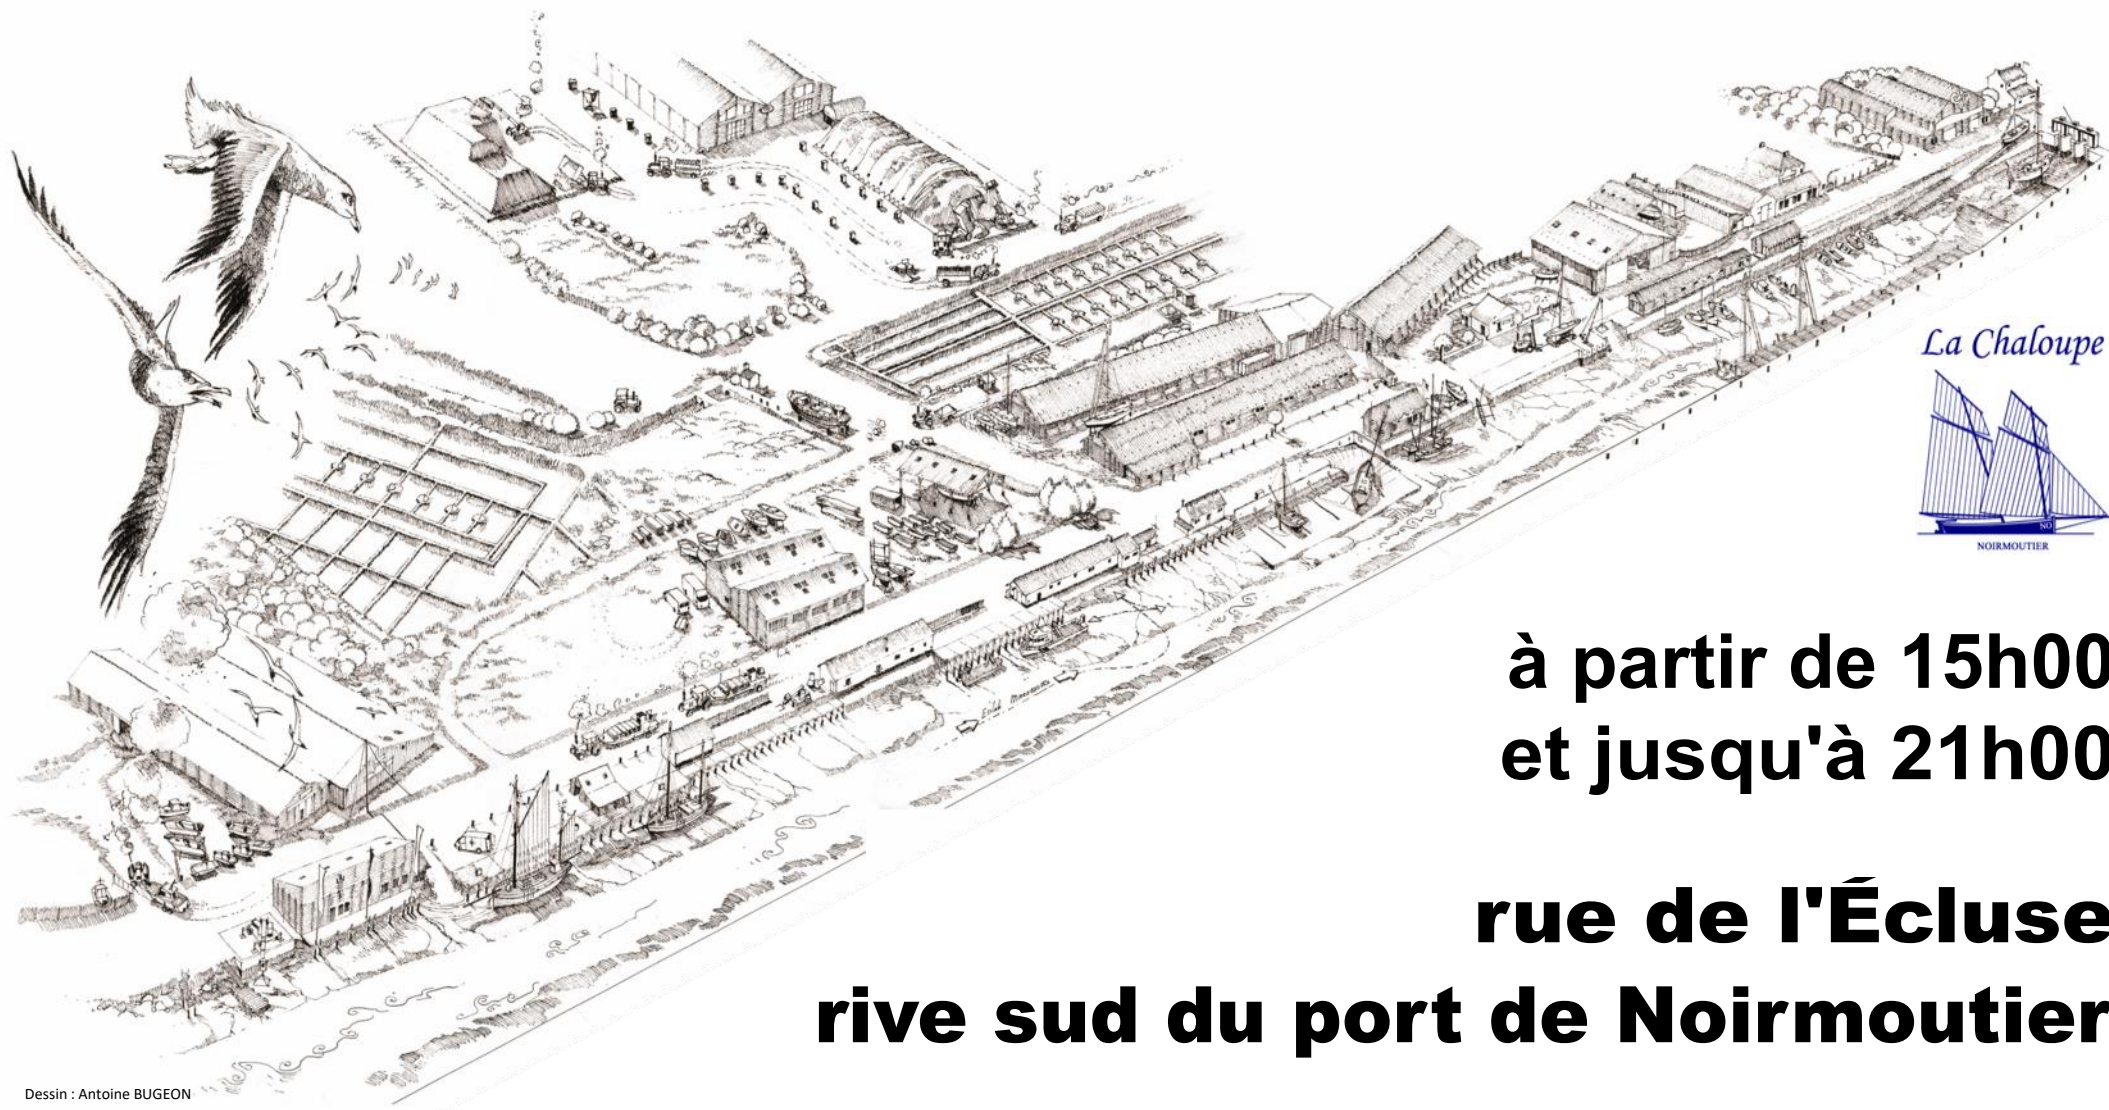 La Chaloupe
NO
NOIRMOUTIER
à partir de 15h00
et jusqu'à 21h00
rue de l'Écluse
rive sud du port de Noirmoutier
Dessin : Antoine BUGEON